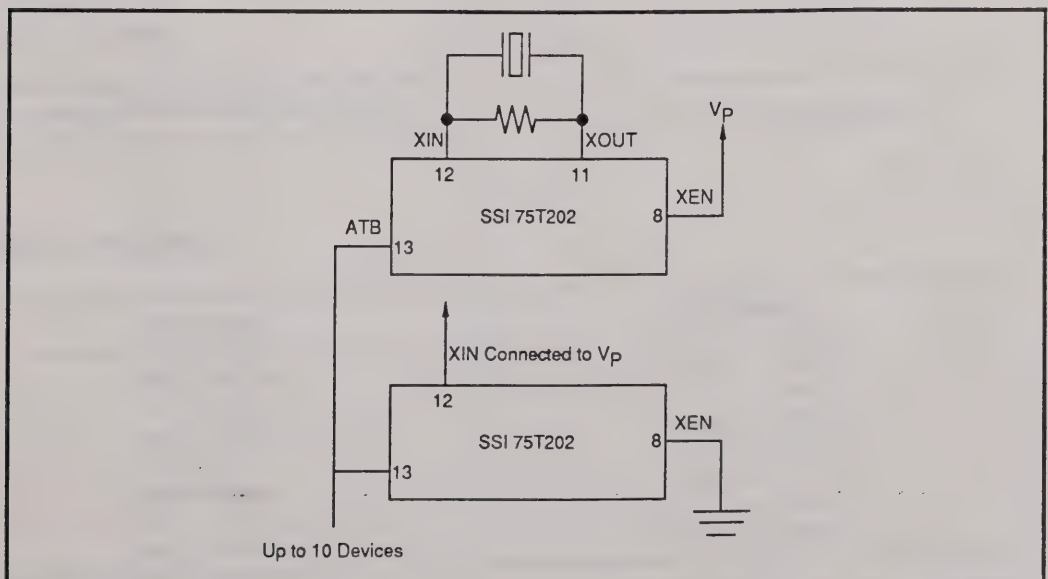 VP
XIN
XOUT
12
11
XEN
SSI 75T202
8
ATB
13
XIN Connected to VP
12
XEN
SSI 75T202
8
13
Up to 10 Devices